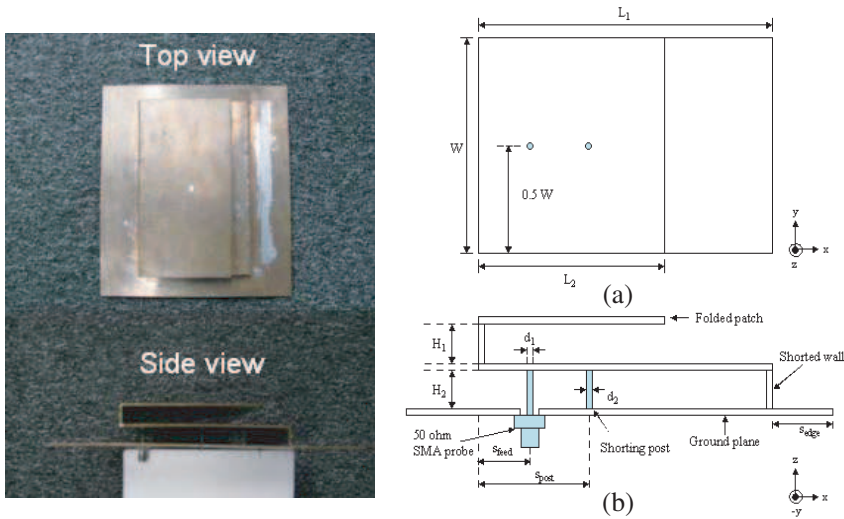 Top view
Side view
L1
W
0.5 W
L2
y
x
z
(a)
Folded patch
d1
H1
Shorted wall
H2
d2
50 ohm
SMA probe
Shorting post
Ground plane
sedge
sfeed
spost
z
x
-y
(b)